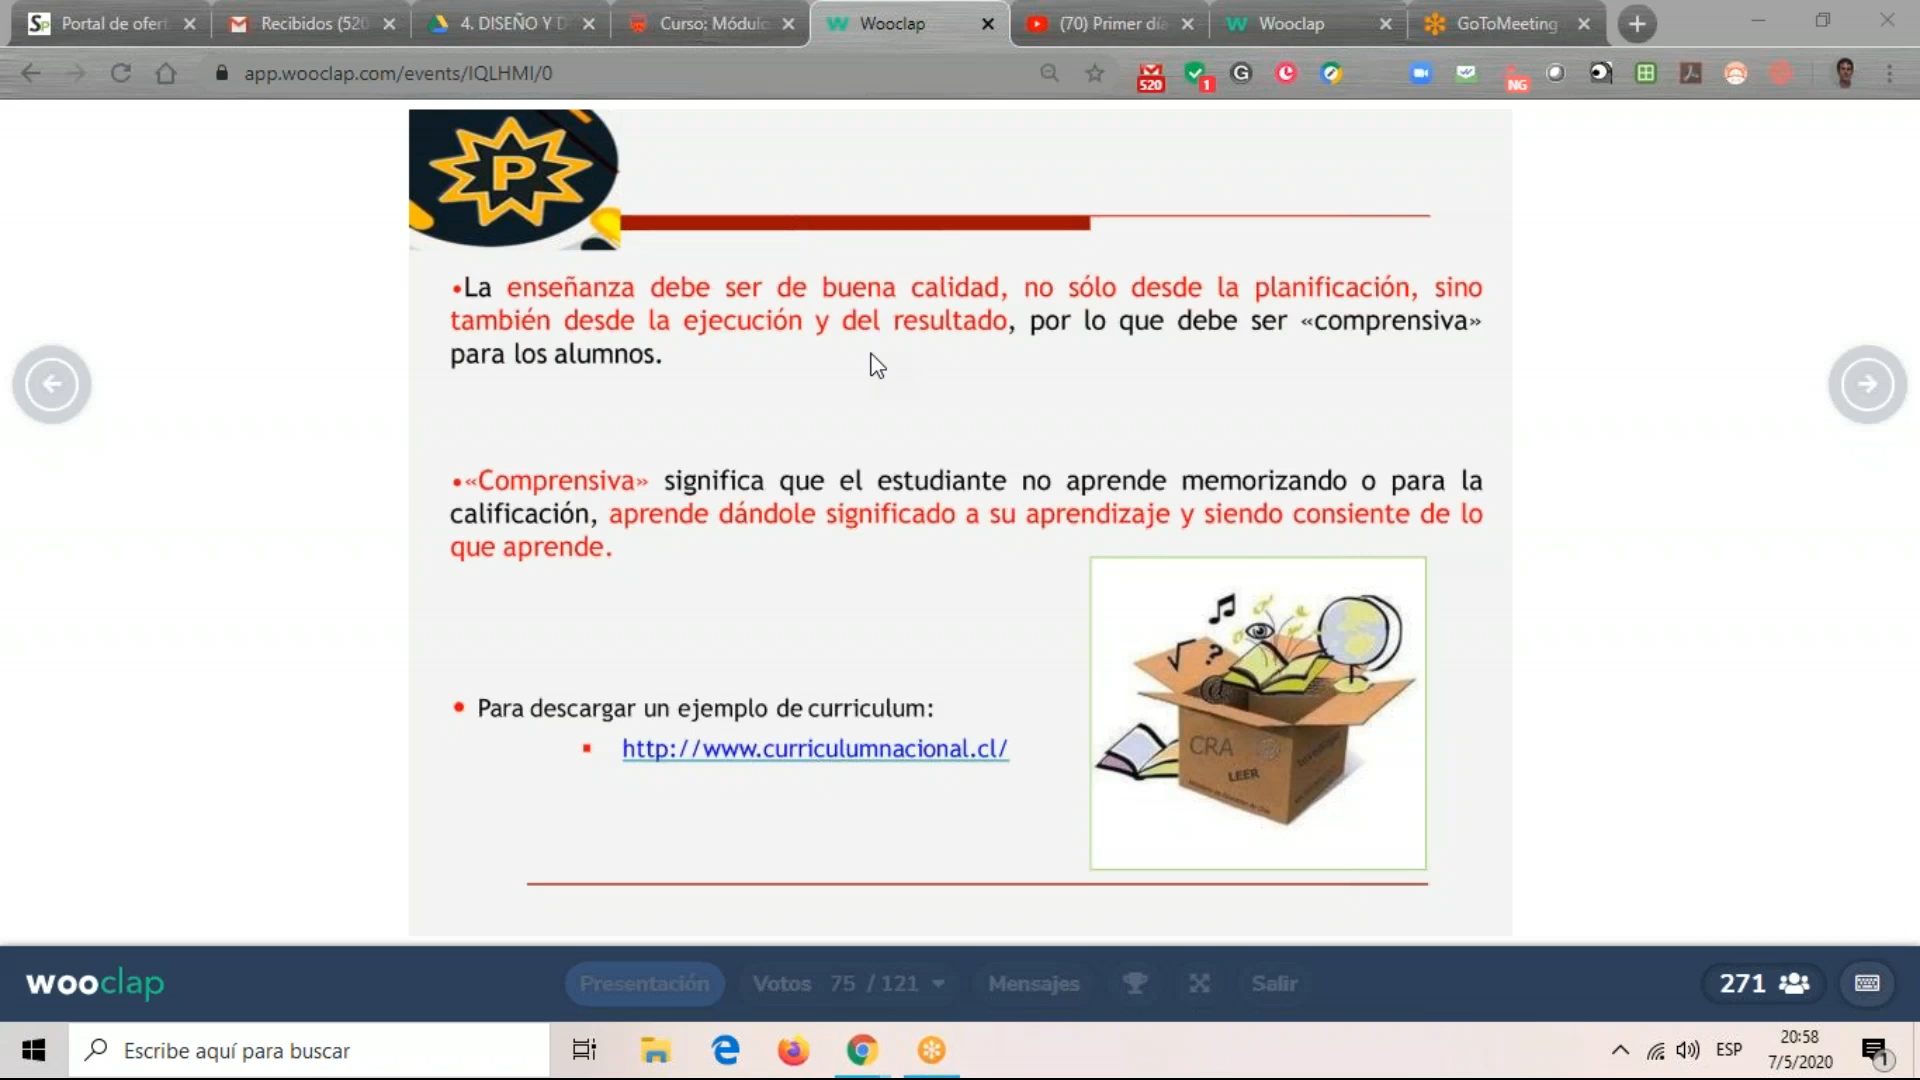 Portal de ofert
Recibidos (520
4. DISEÑO Y D
Curso: Módulo
Wooclap
(70) Primer día
Wooclap
GoToMeeting
app.wooclap.com/events/IQLHMI/0
520
1
G
NG
P
•La enseñanza debe ser de buena calidad, no sólo desde la planificación, sino
también desde la ejecución y del resultado, por lo que debe ser «comprensiva»
para los alumnos.
•«Comprensiva» significa que el estudiante no aprende memorizando o para la
calificación, aprende dándole significado a su aprendizaje y siendo consiente de lo
que aprende.
• Para descargar un ejemplo de curriculum:
▪ http://www.curriculumnacional.cl/
CRA
LEER
wooclap
Presentación
Votos 75 / 121
Mensajes
Salir
271
Escribe aquí para buscar
ESP
20:58
7/5/2020
1